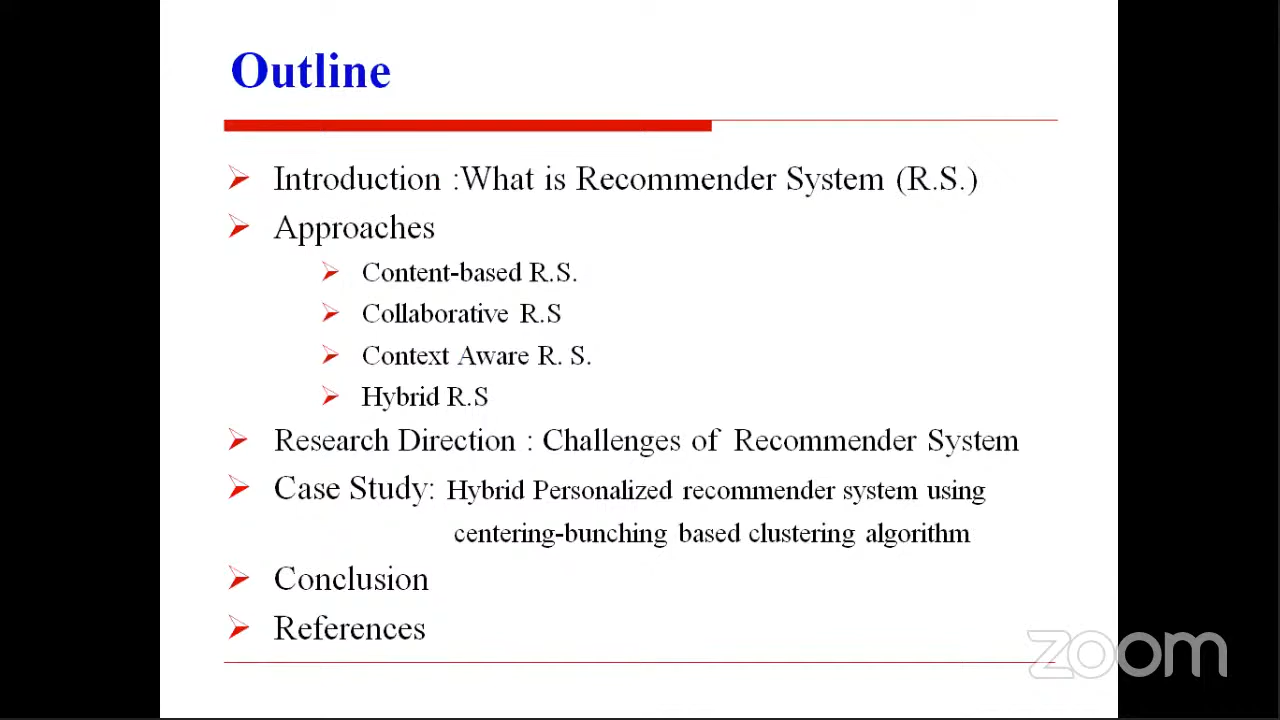 Outline
Introduction :What is Recommender System (R.S.)
Approaches
Content-based R.S.
Collaborative R.S
Context Aware R. S.
Hybrid R.S
Research Direction : Challenges of Recommender System
Case Study: Hybrid Personalized recommender system using
centering-bunching based clustering algorithm
Conclusion
References
zoom